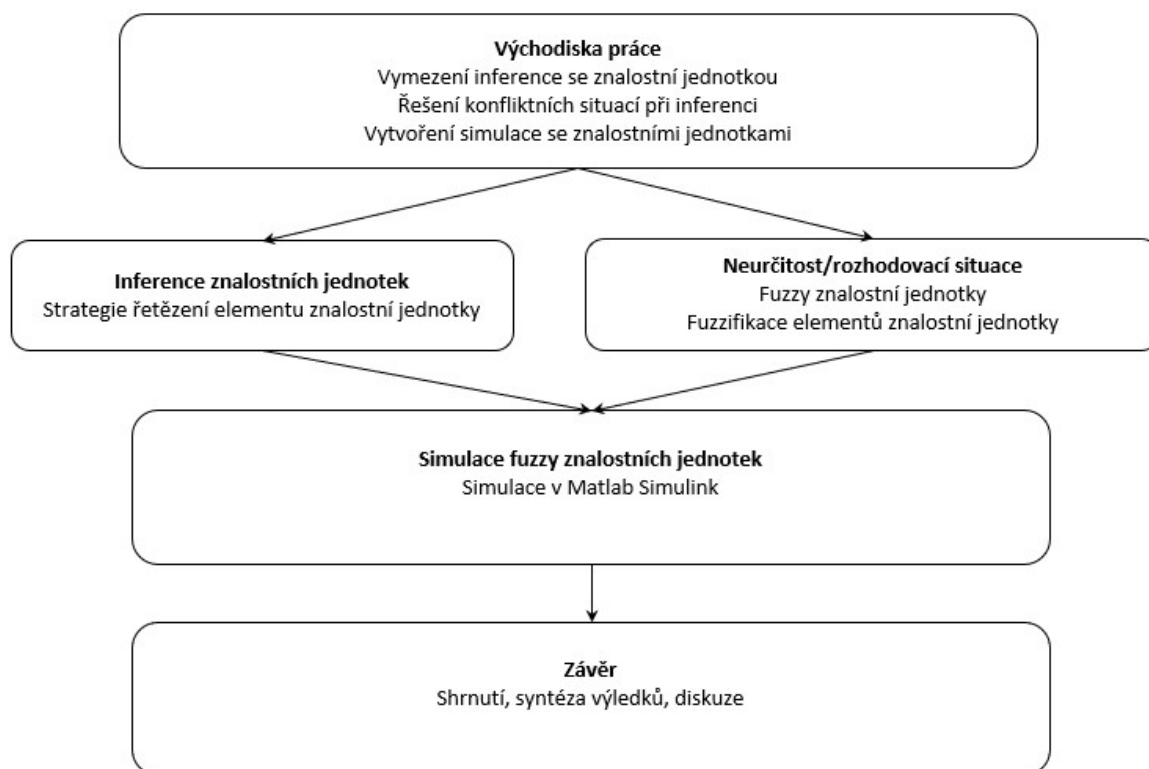 Východiska práce
Vymezení inference se znalostní jednotkou
Řešení konfliktních situací při inferenci
Vytvoření simulace se znalostními jednotkami
Inference znalostních jednotek
Strategie řetězení elementu znalostní jednotky
Neurčitost/rozhodovací situace
Fuzzy znalostní jednotky
Fuzzifikace elementů znalostní jednotky
Simulace fuzzy znalostních jednotek
Simulace v Matlab Simulink
Závěr
Shrnutí, syntéza výledků, diskuze